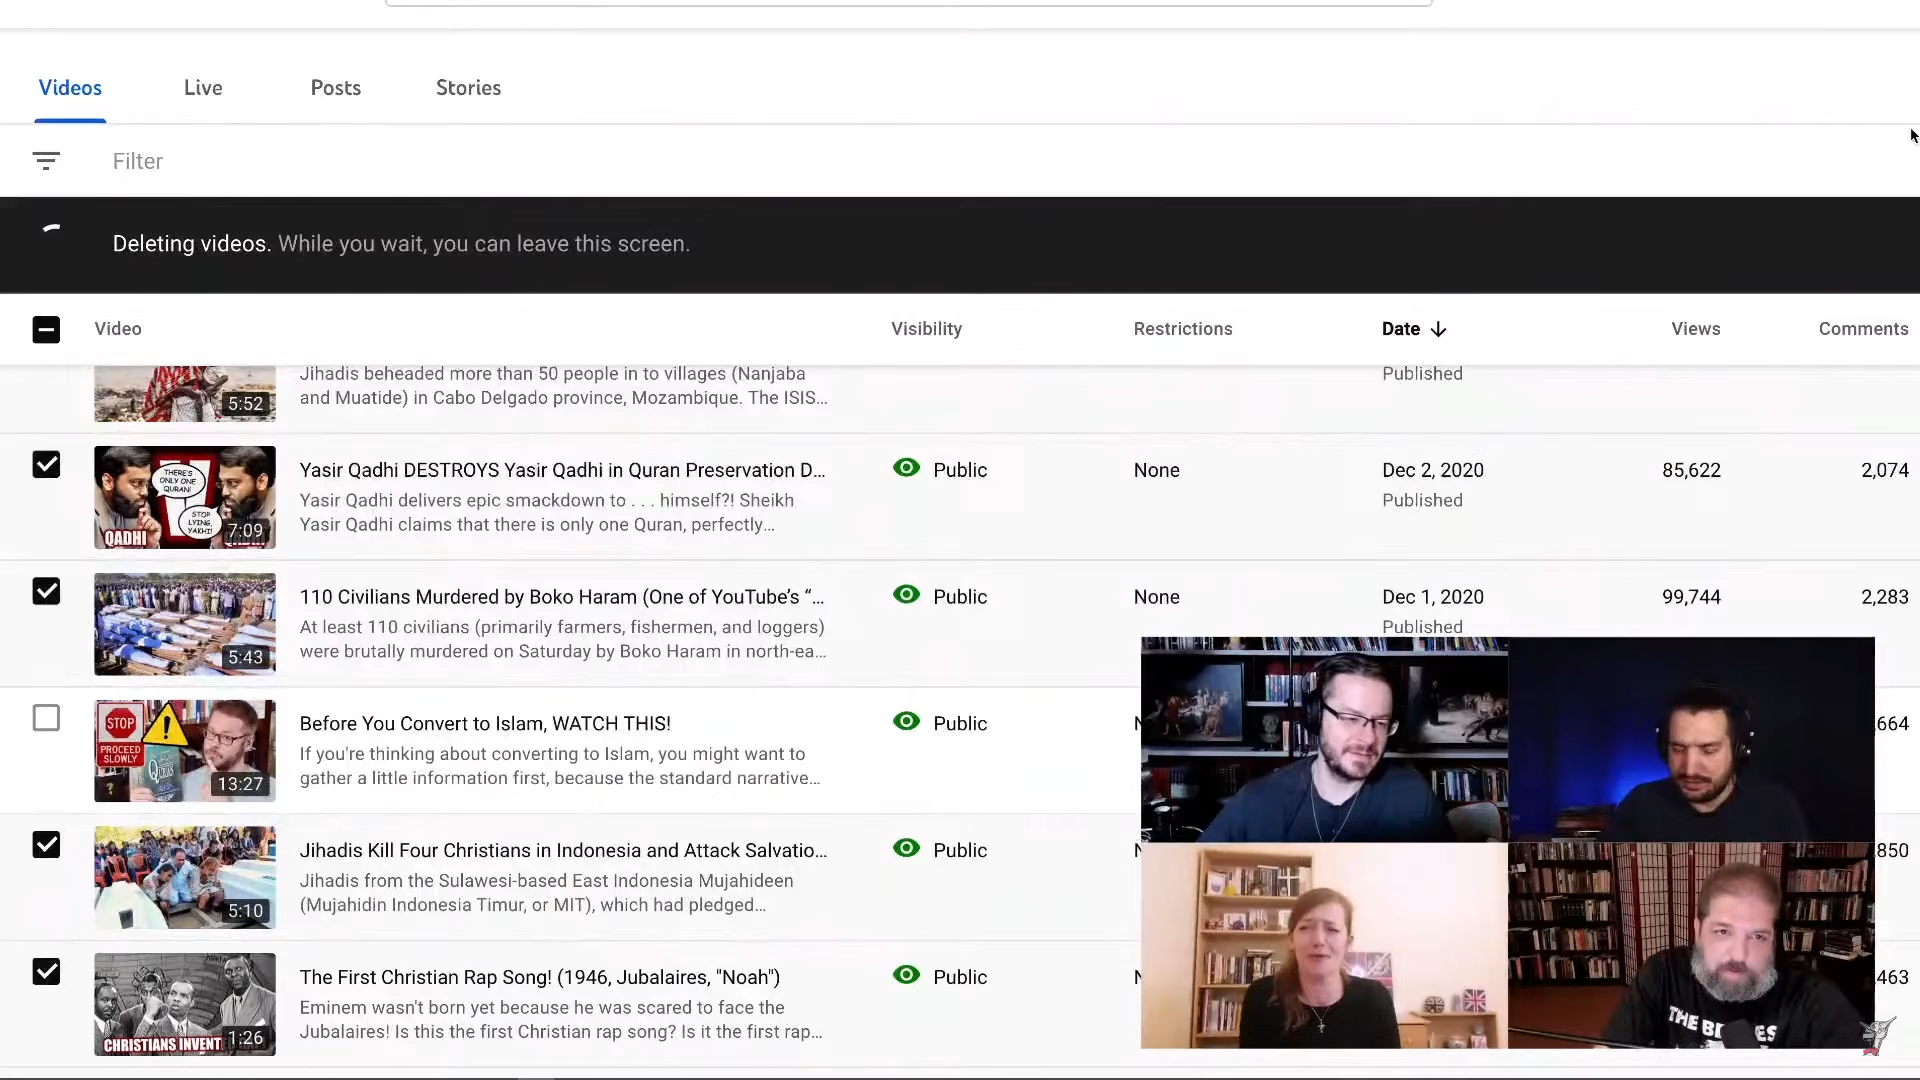 Videos
Live
Posts
Stories
Filter
Deleting videos. While you wait, you can leave this screen.
Video
Visibility
Restrictions
Date
Views
Comments
5:52
Jihadis beheaded more than 50 people in to villages (Nanjaba
and Muatide) in Cabo Delgado province, Mozambique. The ISIS...
Published
THERE'S
ONLY ONE
QURAN!
STOP
LYING,
YAKHI!
QADHI
7:09
Yasir Qadhi DESTROYS Yasir Qadhi in Quran Preservation D...
Yasir Qadhi delivers epic smackdown to . . . himself?! Sheikh
Yasir Qadhi claims that there is only one Quran, perfectly...
Public
None
Dec 2, 2020
Published
85,622
2,074
5:43
110 Civilians Murdered by Boko Haram (One of YouTube's "...
At least 110 civilians (primarily farmers, fishermen, and loggers)
were brutally murdered on Saturday by Boko Haram in north-ea...
Public
None
Dec 1, 2020
Published
99,744
2,283
STOP
PROCEED
SLOWLY
13:27
Before You Convert to Islam, WATCH THIS!
If you're thinking about converting to Islam, you might want to
gather a little information first, because the standard narrative...
Public
664
5:10
Jihadis Kill Four Christians in Indonesia and Attack Salvatio...
Jihadis from the Sulawesi-based East Indonesia Mujahideen
(Mujahidin Indonesia Timur, or MIT), which had pledged...
Public
850
CHRISTIANS INVENT
1:26
The First Christian Rap Song! (1946, Jubalaires, "Noah")
Eminem wasn't born yet because he was scared to face the
Jubalaires! Is this the first Christian rap song? Is it the first rap...
Public
463
THE